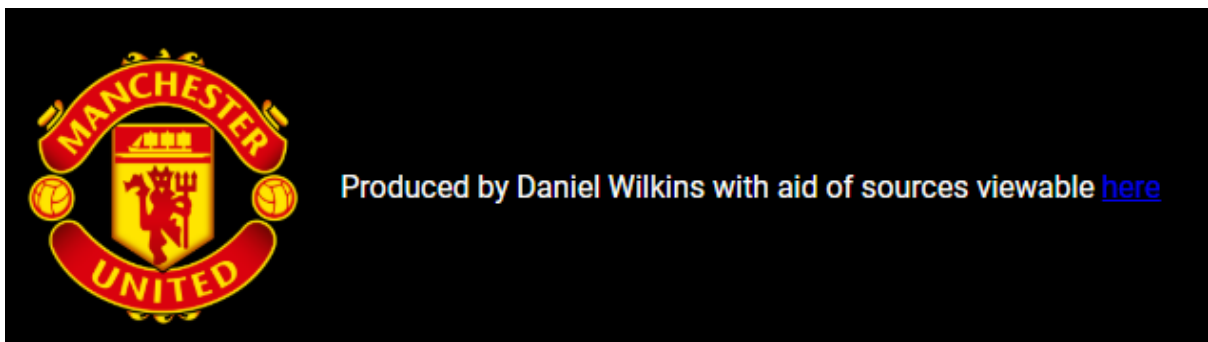 MANCHESTER
UNITED
Produced by Daniel Wilkins with aid of sources viewable here